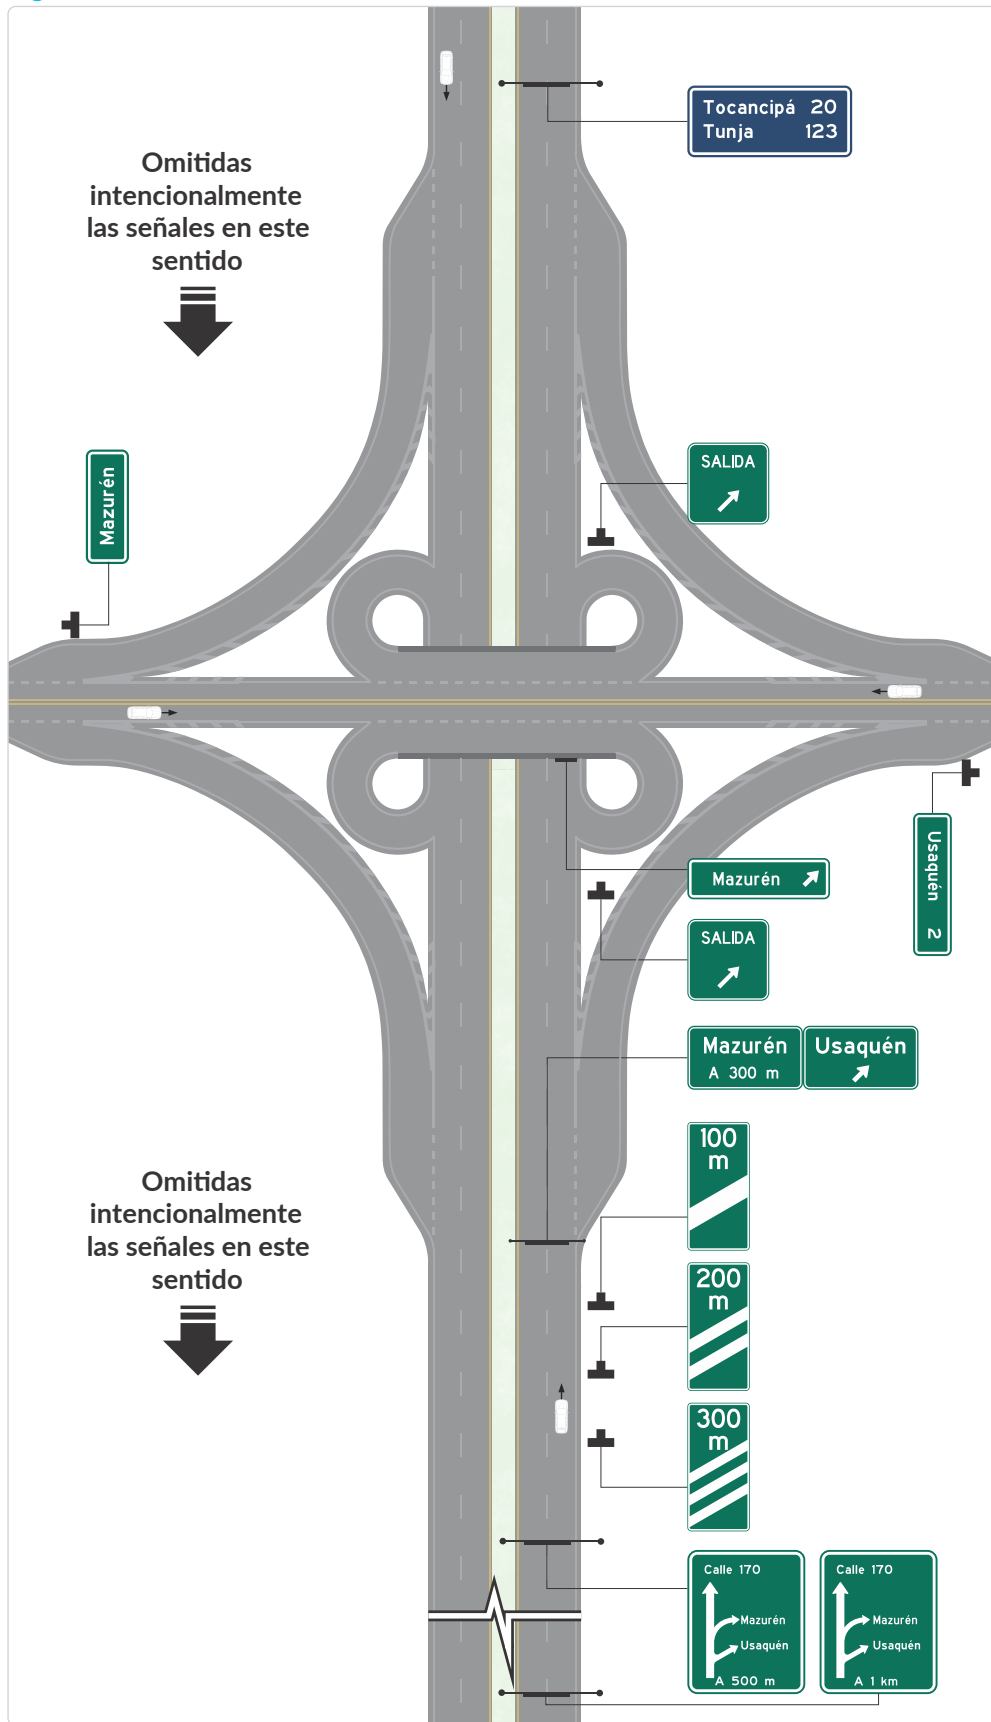 Tocancipá 20
Tunja 123
Omitidas
intencionalmente
las señales en este
sentido
SALIDA
Mazurén
Mazurén
Usaquén 2
SALIDA
Mazurén
A 300 m
Usaquén
100
m
Omitidas
intencionalmente
las señales en este
sentido
200
m
300
m
Calle 170
Mazurén
Usaquén
A 500 m
Calle 170
Mazurén
Usaquén
A 1 km